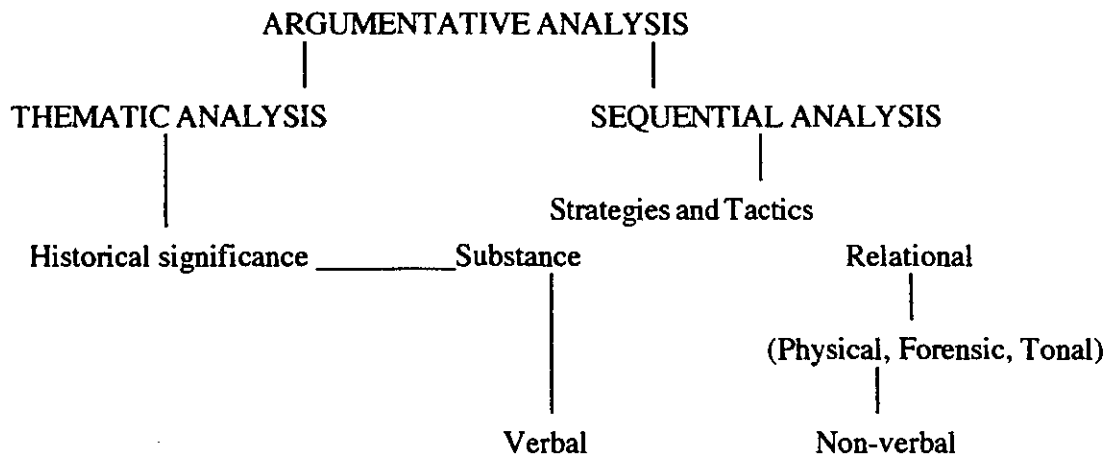 ARGUMENTATIVE ANALYSIS
THEMATIC ANALYSIS SEQUENTIAL ANALYSIS
Strategies and Tactics
Historical significance Substance Relational
(Physical, Forensic, Tonal)
Verbal Non-verbal